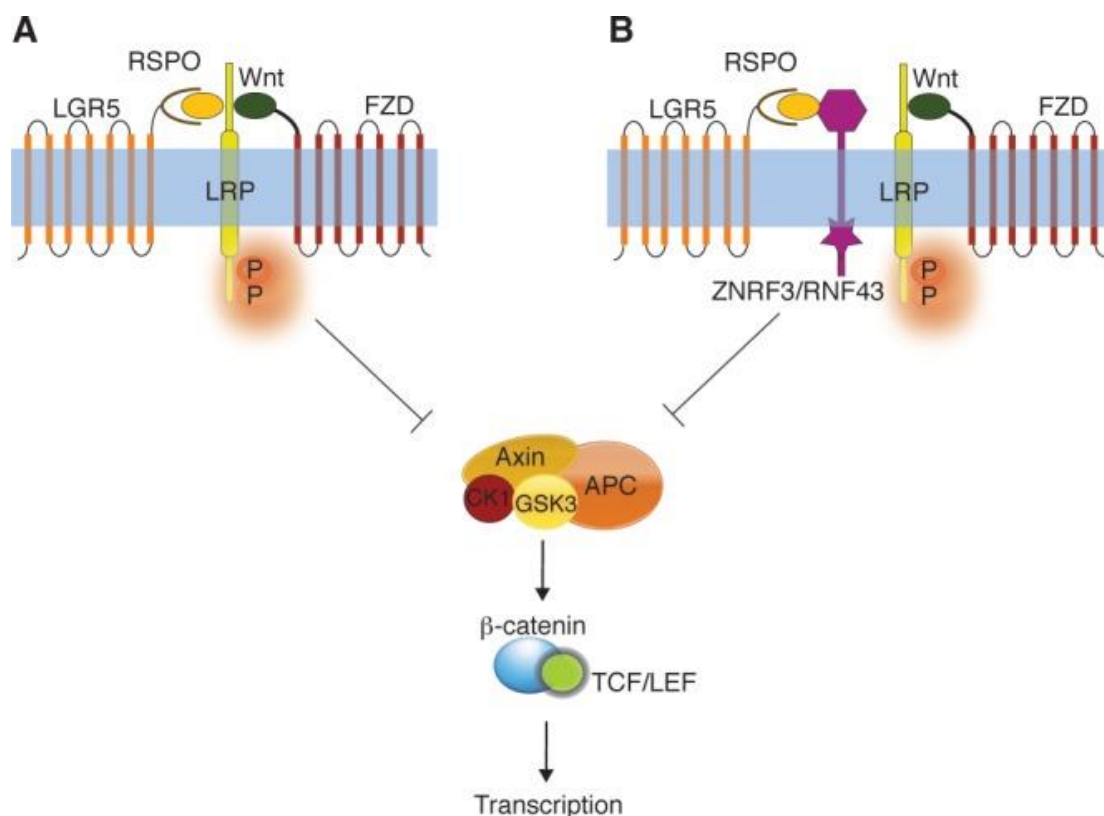 A
RSPO
Wnt
LGR5
FZD
LRP
P
P
B
RSPO
Wnt
LGR5
FZD
LRP
ZNRF3/RNF43
P
P
Axin
CK1
GSK3
APC
β-catenin
TCF/LEF
Transcription